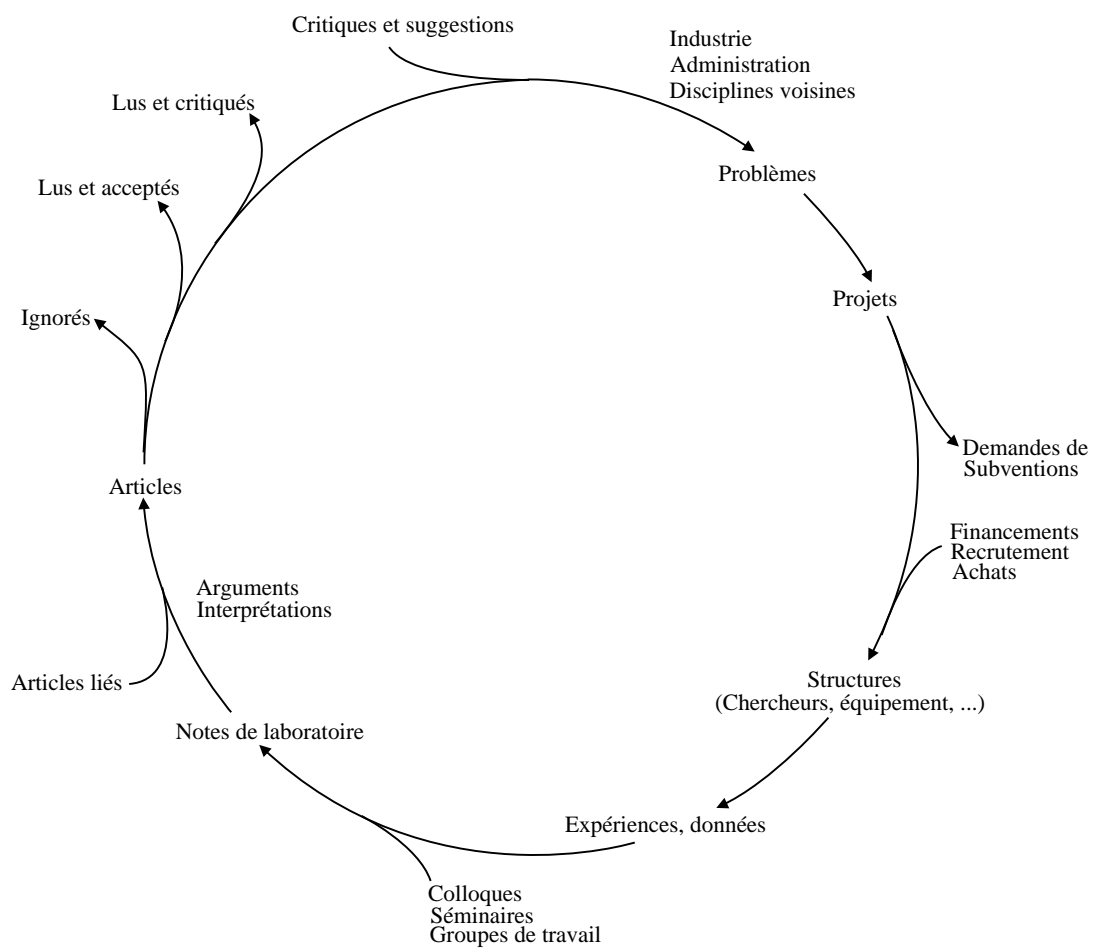 Critiques et suggestions
Industrie
Administration
Disciplines voisines
Lus et critiqués
Problèmes
Lus et acceptés
Projets
Ignorés
Demandes de
Subventions
Articles
Financements
Recrutement
Achats
Arguments
Interprétations
Articles liés
Structures
(Chercheurs, équipement, ...)
Notes de laboratoire
Expériences, données
Colloques
Séminaires
Groupes de travail